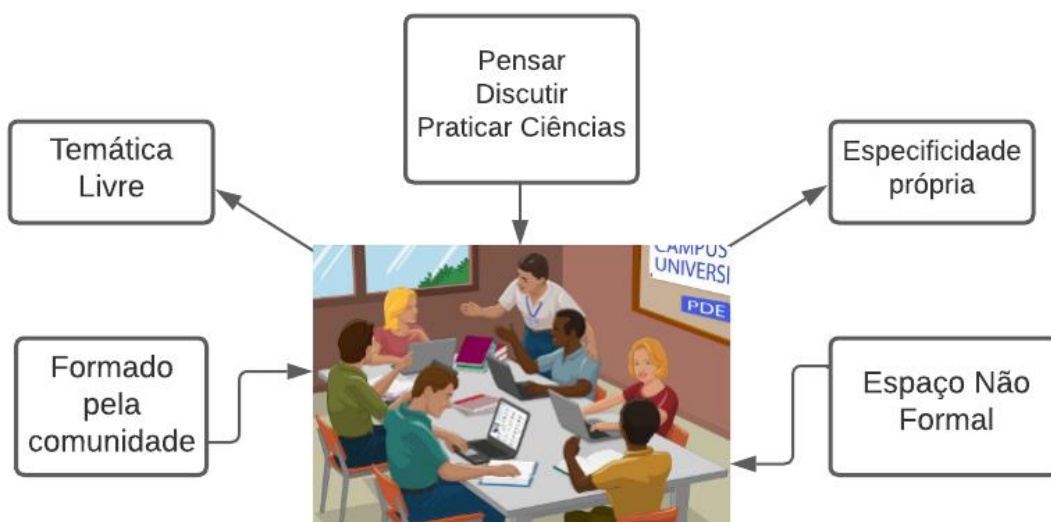 Pensar
Discutir
Praticar Ciências
Temática
Livre
Especificidade
própria
CAMPUS
UNIVERSI
PDE
Formado
pela
comunidade
Espaço Não
Formal